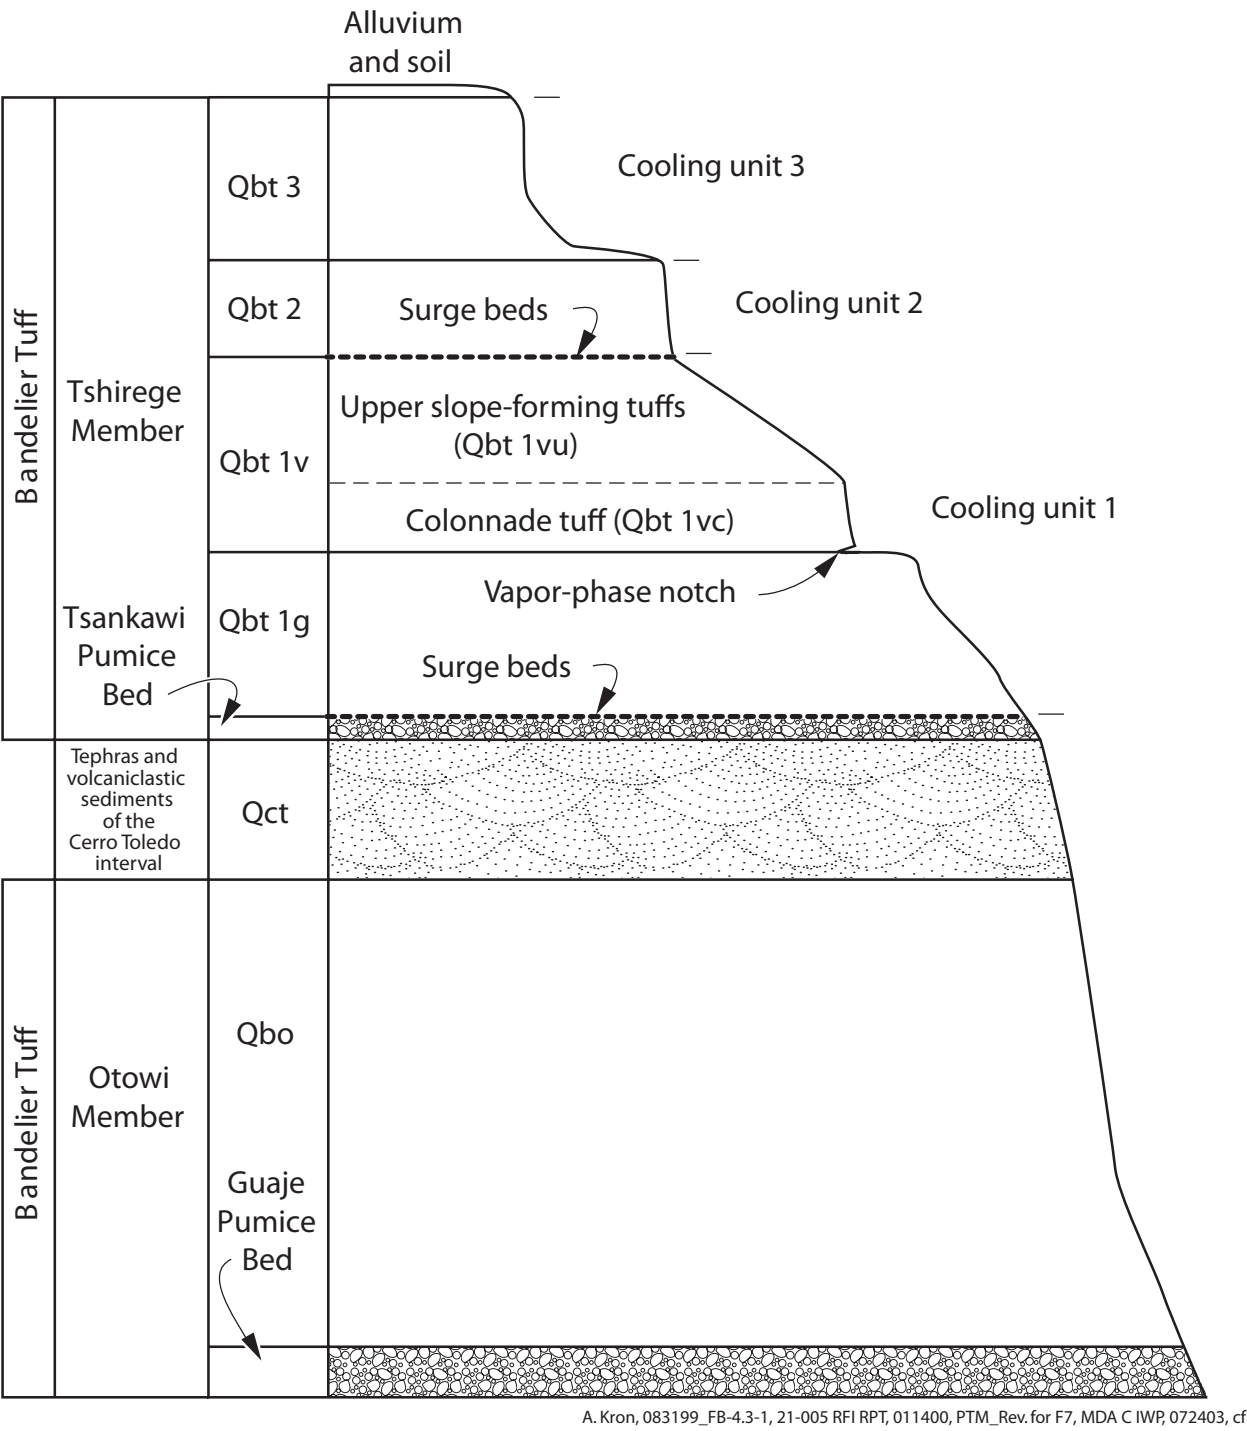 Alluvium
and soil
Bandelier Tuff
Tshirege
Member
Qbt 3
Cooling unit 3
Qbt 2
Surge beds
Cooling unit 2
Qbt 1v
Upper slope-forming tuffs
(Qbt 1vu)
Colonnade tuff (Qbt 1vc)
Cooling unit 1
Vapor-phase notch
Tsankawi
Pumice
Bed
Qbt 1g
Surge beds
Tephras and
volcaniclastic
sediments
of the
Cerro Toledo
interval
Qct
Bandelier Tuff
Otowi
Member
Qbo
Guaje
Pumice
Bed
A. Kron, 083199_FB-4.3-1, 21-005 RFI RPT, 011400, PTM_Rev. for F7, MDA C IWP, 072403, cf